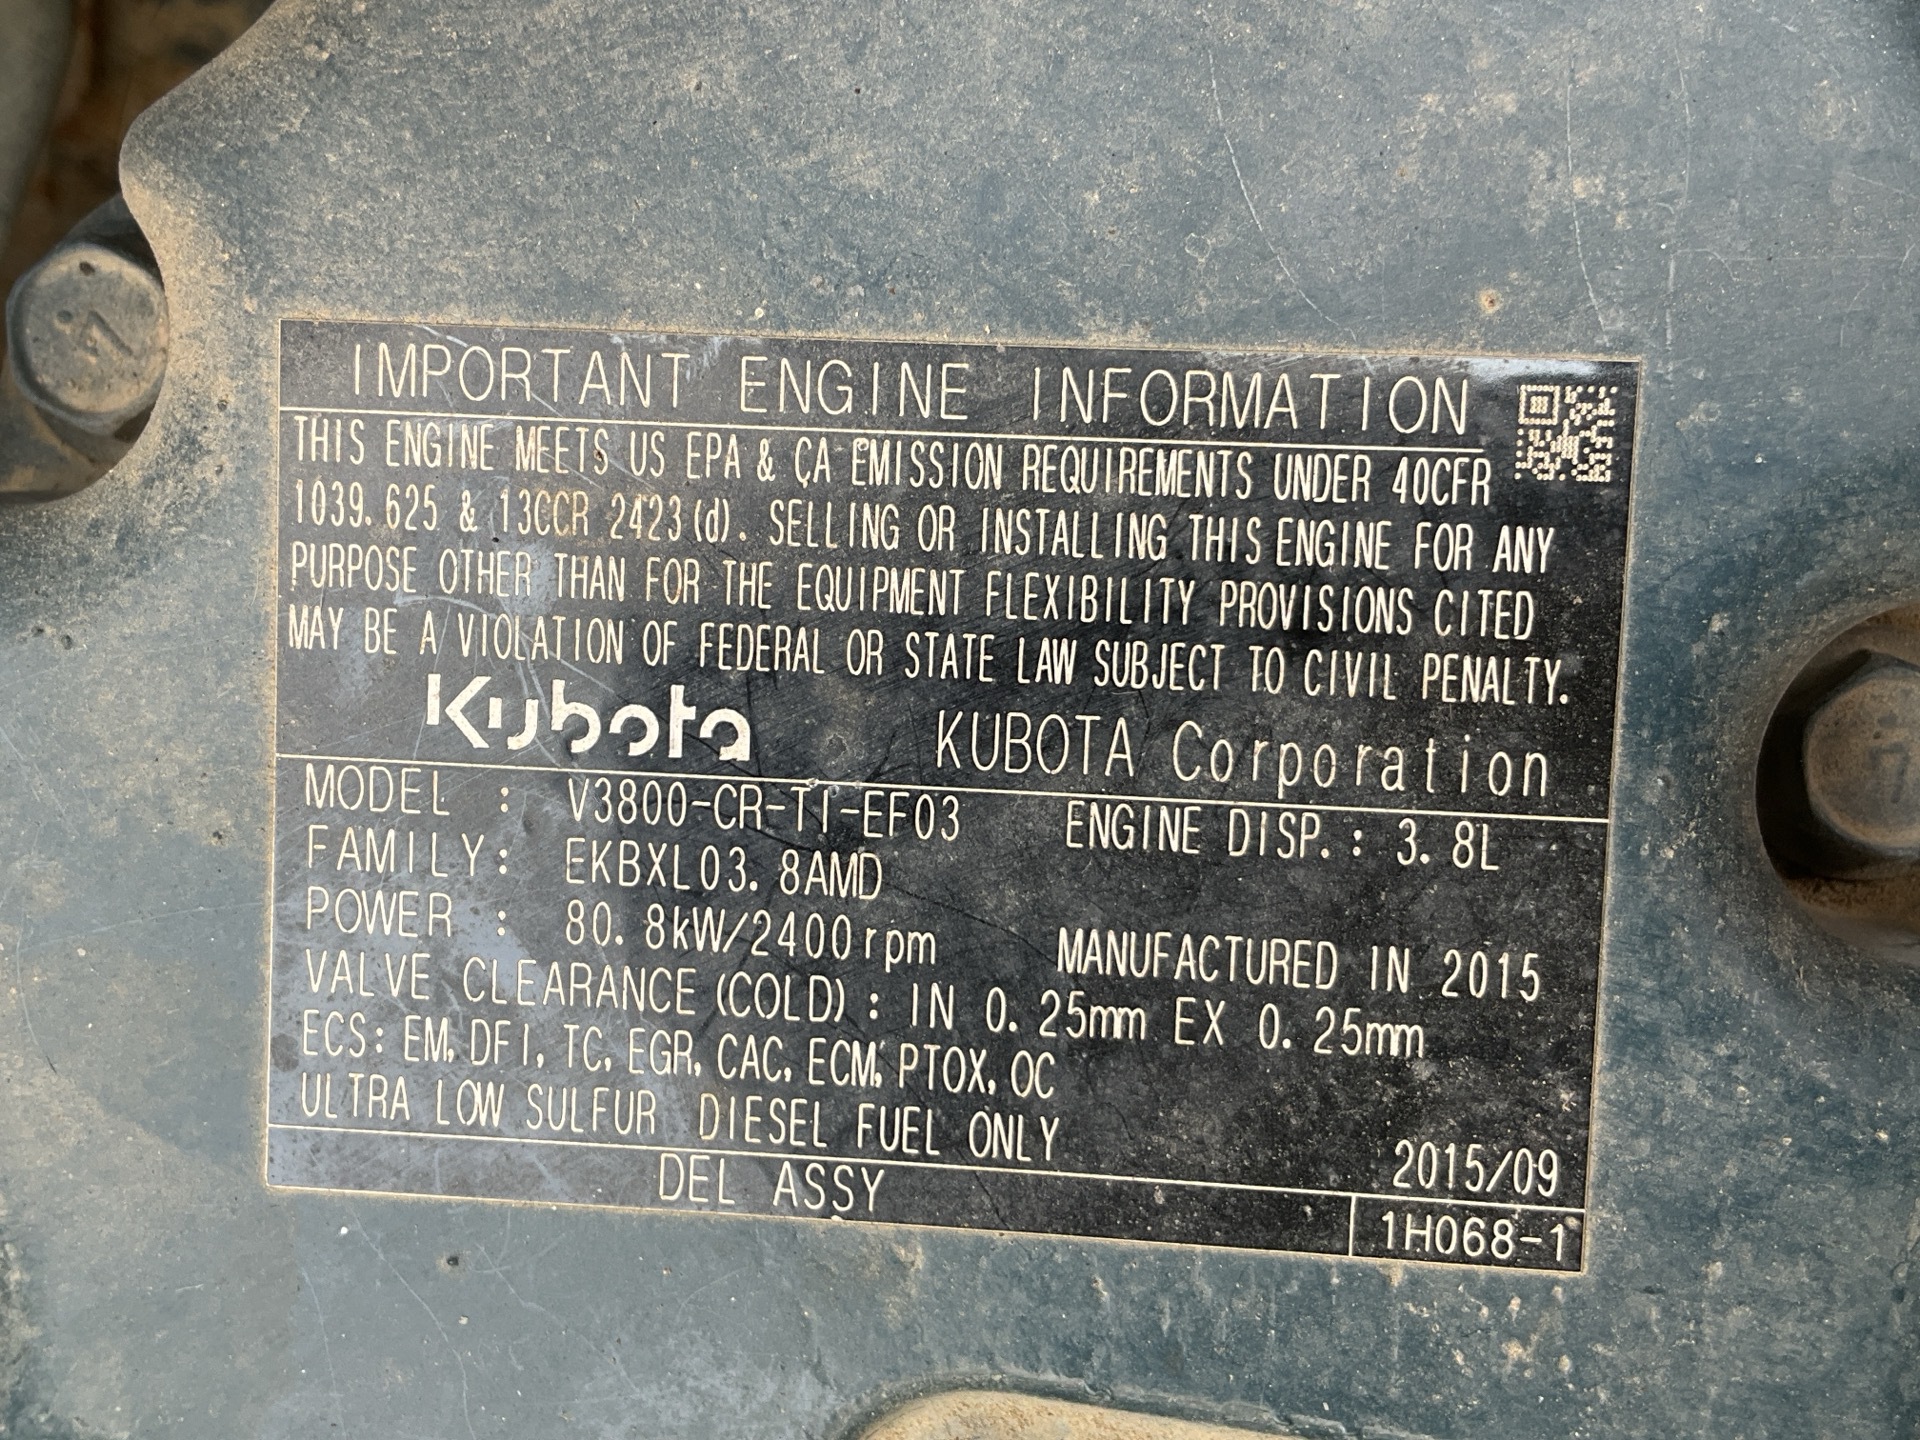 IMPORTANT ENGINE INFORMATION
THIS ENGINE MEETS US EPA & CA EMISSION REQUIREMENTS UNDER 40CFR
1039.625 & 13CCR 2423(d). SELLING OR INSTALLING THIS ENGINE FOR ANY
PURPOSE OTHER THAN FOR THE EQUIPMENT FLEXIBILITY PROVISIONS CITED
MAY BE A VIOLATION OF FEDERAL OR STATE LAW SUBJECT TO CIVIL PENALTY.
Kubota KUBOTA Corporation
MODEL : V3800-CR-TI-EF03 ENGINE DISP. : 3.8L
FAMILY: EKBXL03.8AMD
POWER : 80.8kW/2400rpm MANUFACTURED IN 2015
VALVE CLEARANCE (COLD) : IN 0.25mm EX 0.25mm
ECS: EM, DFI, TC, EGR, CAC, ECM, PTOX, OC
ULTRA LOW SULFUR DIESEL FUEL ONLY 2015/09
DEL ASSY 1H068-1
7
7